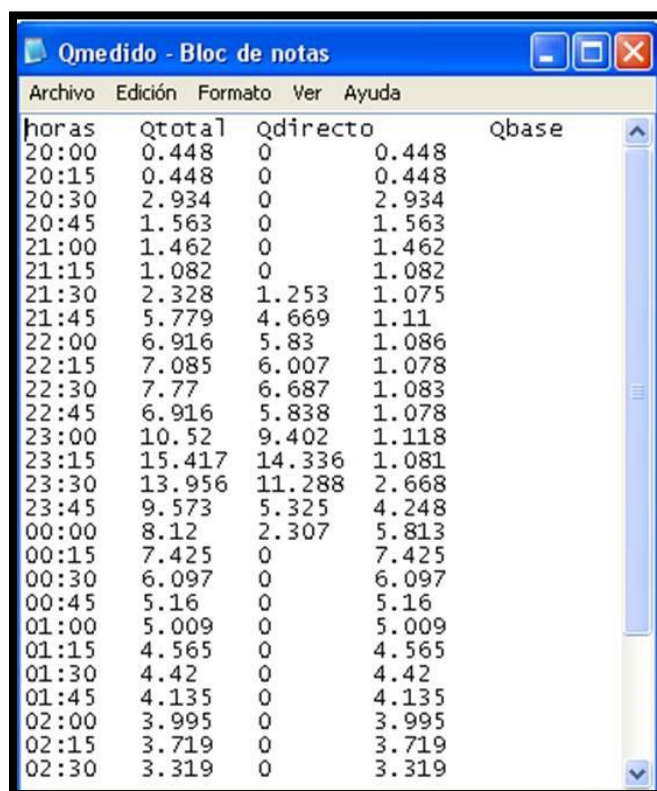 Qmedido - Bloc de notas
Archivo Edición Formato Ver Ayuda
horas Qtotal Qdirecto Qbase
20:00 0.448 0 0.448
20:15 0.448 0 0.448
20:30 2.934 0 2.934
20:45 1.563 0 1.563
21:00 1.462 0 1.462
21:15 1.082 0 1.082
21:30 2.328 1.253 1.075
21:45 5.779 4.669 1.11
22:00 6.916 5.83 1.086
22:15 7.085 6.007 1.078
22:30 7.77 6.687 1.083
22:45 6.916 5.838 1.078
23:00 10.52 9.402 1.118
23:15 15.417 14.336 1.081
23:30 13.956 11.288 2.668
23:45 9.573 5.325 4.248
00:00 8.12 2.307 5.813
00:15 7.425 0 7.425
00:30 6.097 0 6.097
00:45 5.16 0 5.16
01:00 5.009 0 5.009
01:15 4.565 0 4.565
01:30 4.42 0 4.42
01:45 4.135 0 4.135
02:00 3.995 0 3.995
02:15 3.719 0 3.719
02:30 3.319 0 3.319